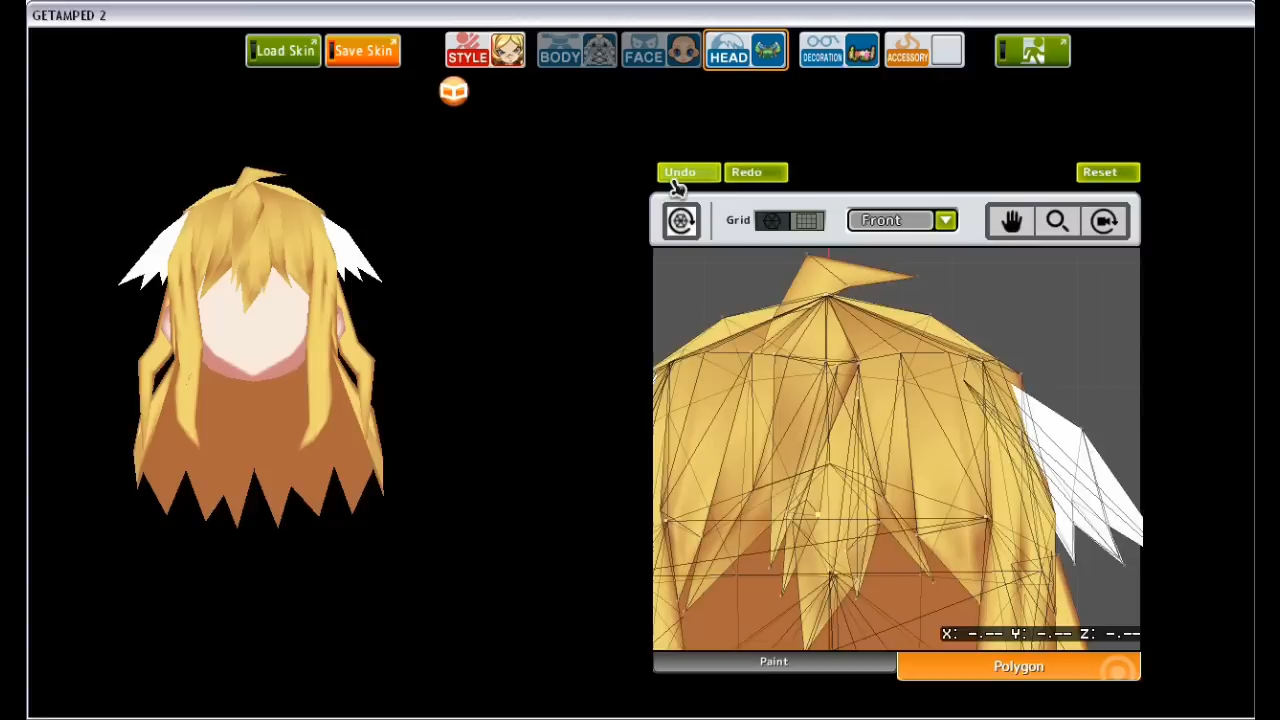 GETAMPED 2
Load Skin Save Skin STYLE BODY FACE HEAD DECORATION ACCESSORY
Undo Redo Reset
Grid Front
X: -.-- Y: -.-- Z: -.--
Paint Polygon